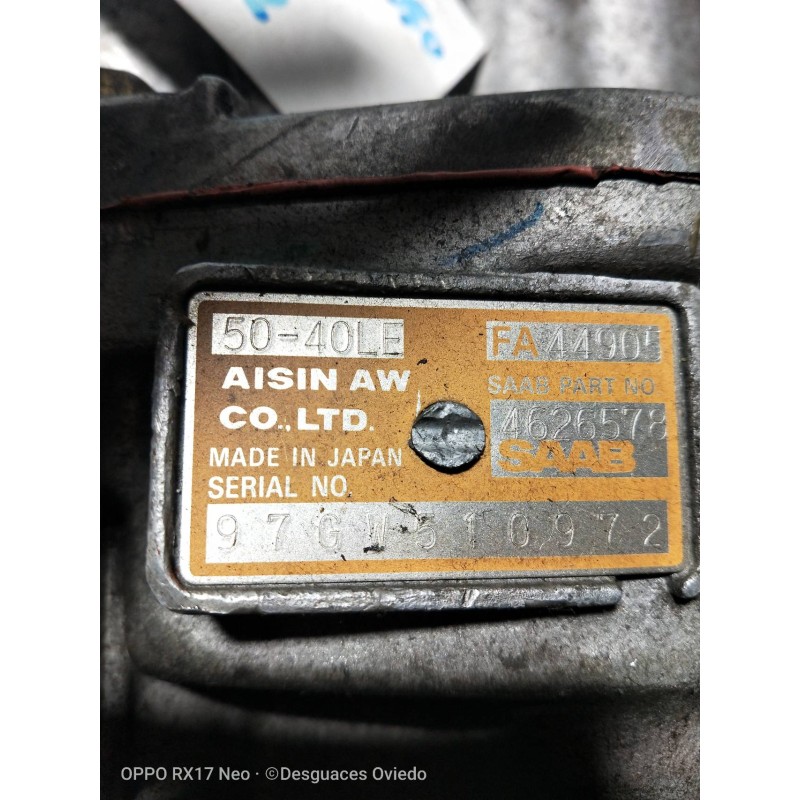 50-40LE
FA44905
AISIN AW
CO., LTD.
SAAB PART NO
4626578
MADE IN JAPAN
SAAB
SERIAL NO.
97GW510972
OPPO RX17 Neo · ©Desguaces Oviedo